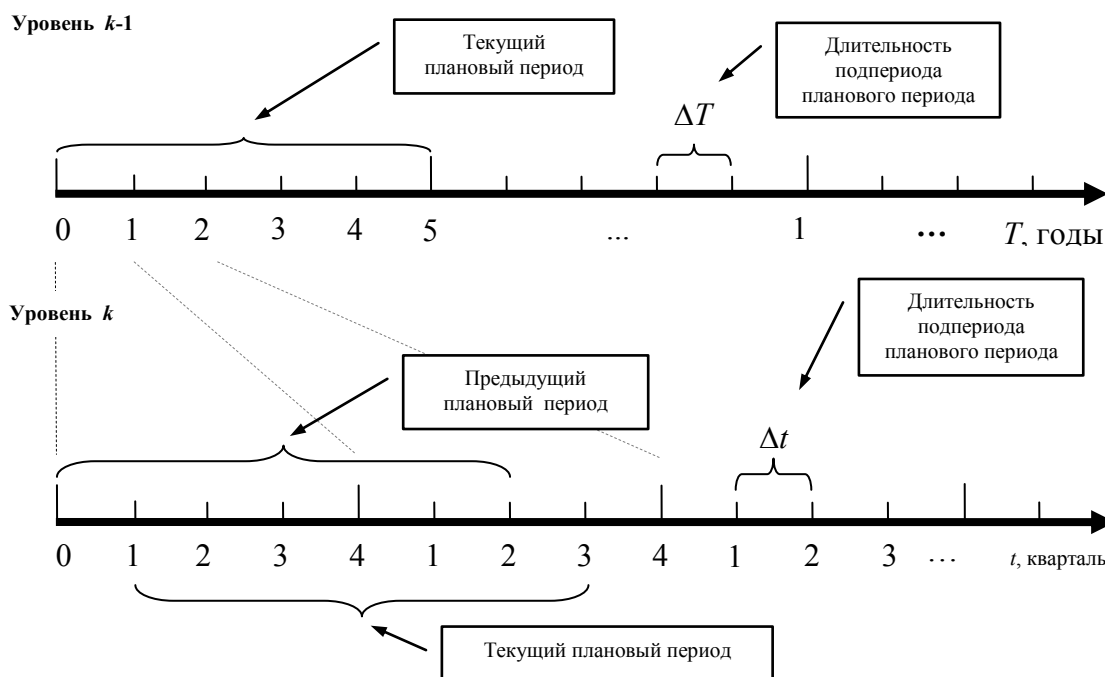 Уровень k-1
Текущий
плановый период
Длительность
подпериода
планового периода
ΔT
0 1 2 3 4 5 ... 1 ... T, годы
Уровень k
Длительность
подпериода
планового периода
Предыдущий
плановый период
Δt
0 1 2 3 4 1 2 3 4 1 2 3 ... t, кварталь
Текущий плановый период